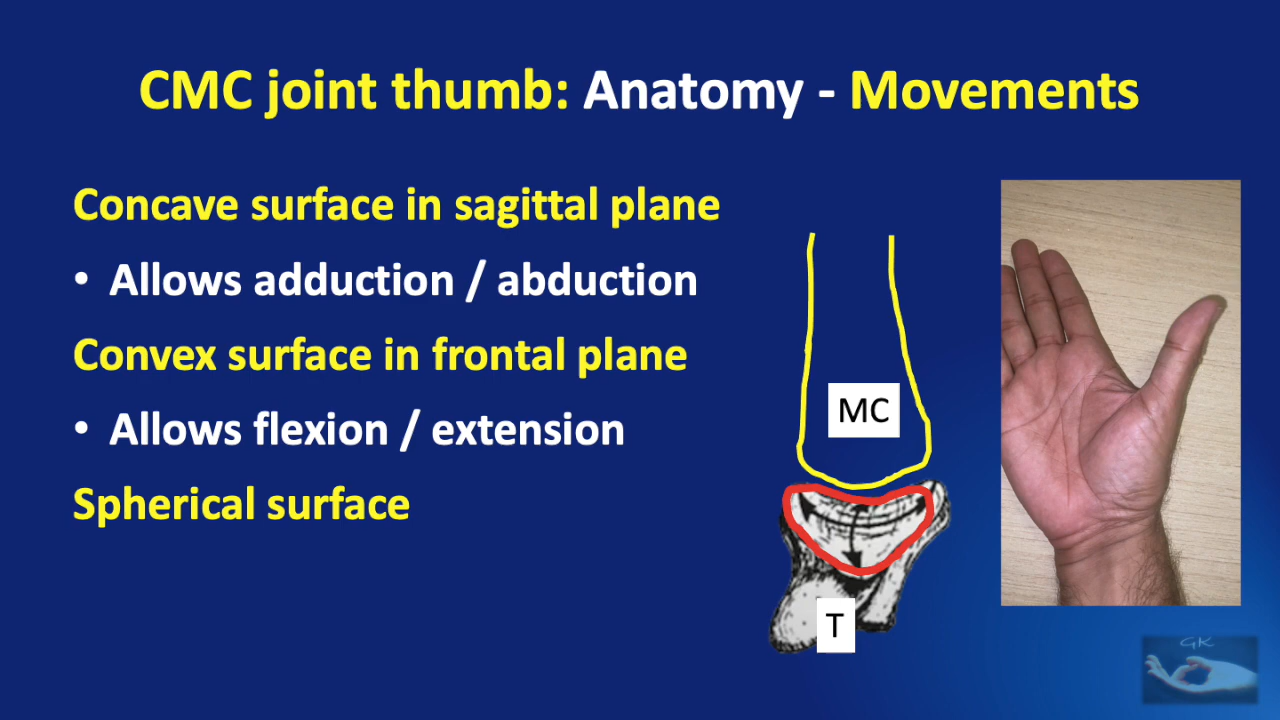 CMC joint thumb: Anatomy - Movements
Concave surface in sagittal plane
• Allows adduction / abduction
Convex surface in frontal plane
• Allows flexion / extension
Spherical surface
MC
T
GK